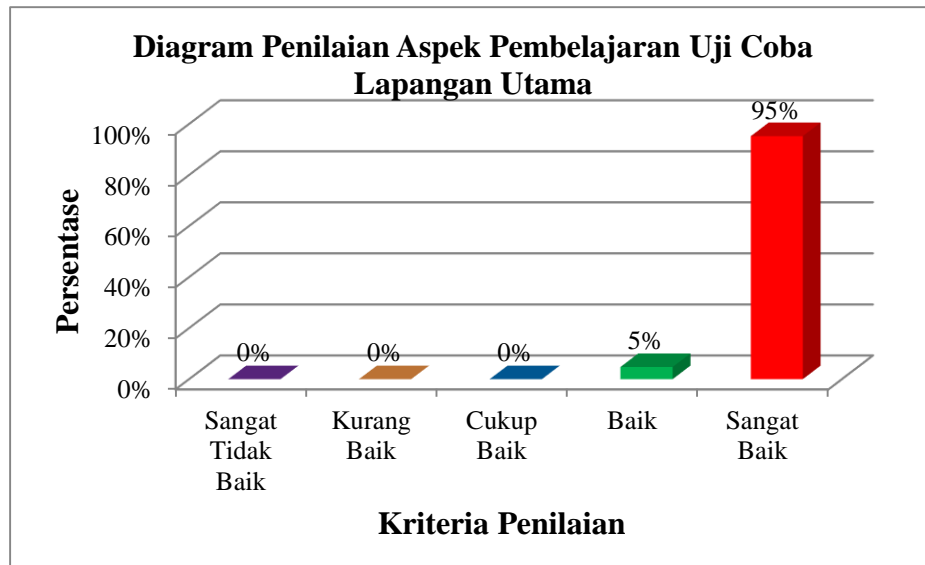 Diagram Penilaian Aspek Pembelajaran Uji Coba
Lapangan Utama
Persentase
100%
80%
60%
40%
20%
0%
0%
0%
0%
5%
95%
Sangat
Tidak
Baik
Kurang
Baik
Cukup
Baik
Baik
Sangat
Baik
Kriteria Penilaian